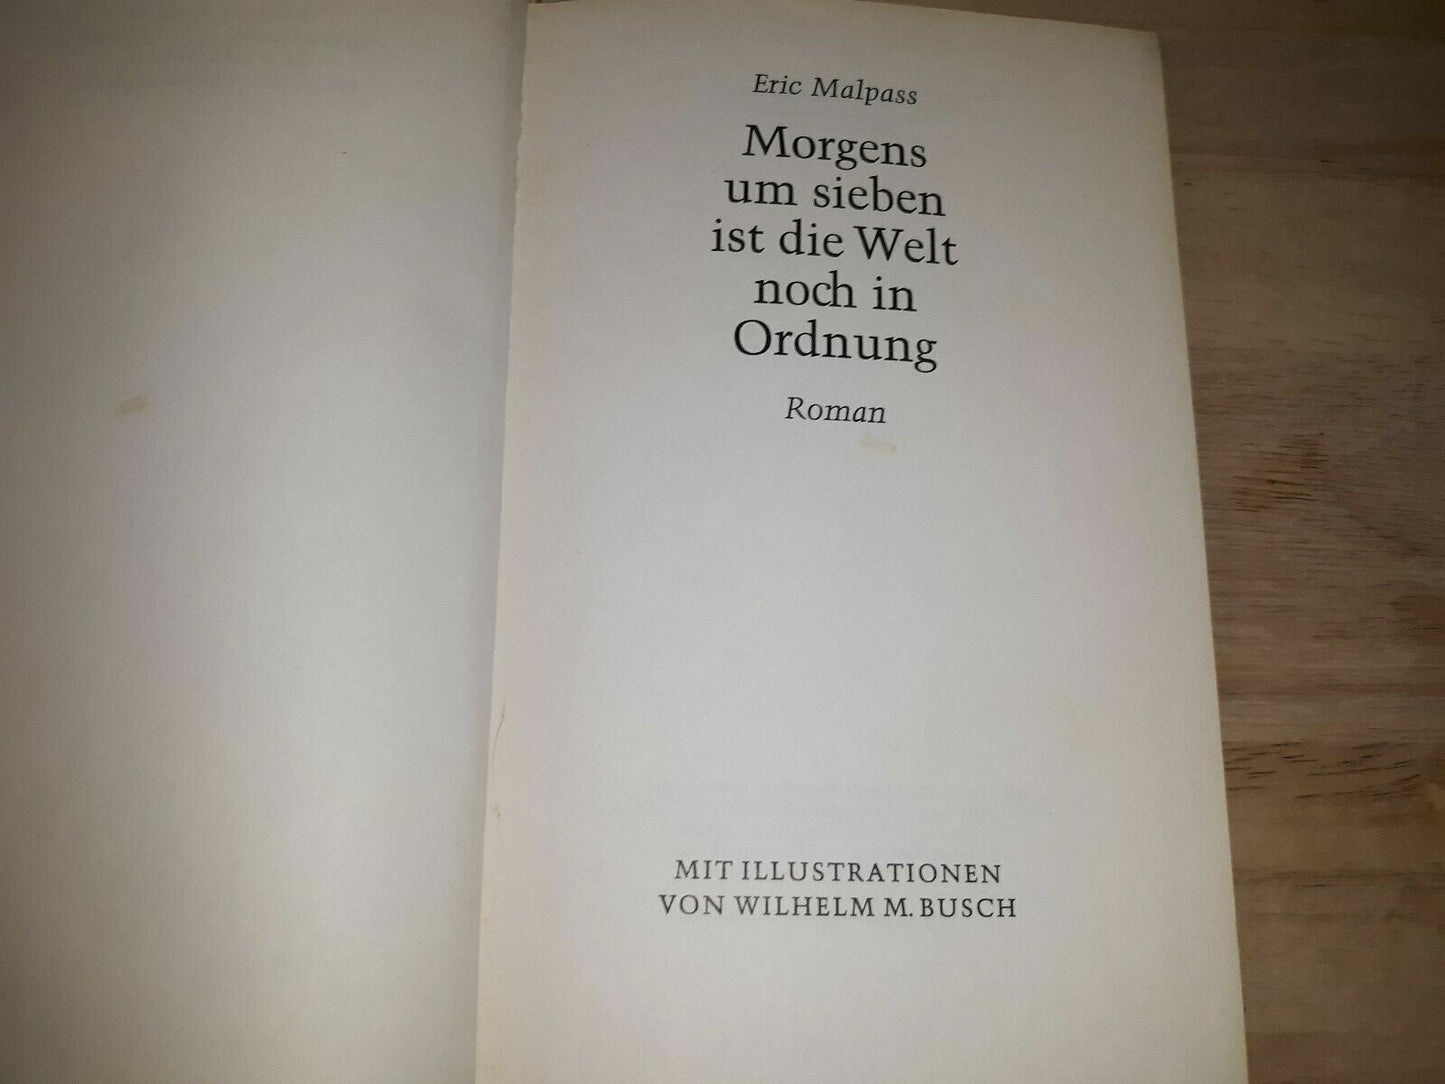 Eric Malpass
Morgens
um sieben
ist die Welt
noch in
Ordnung
Roman
MIT ILLUSTRATIONEN
VON WILHELM M. BUSCH